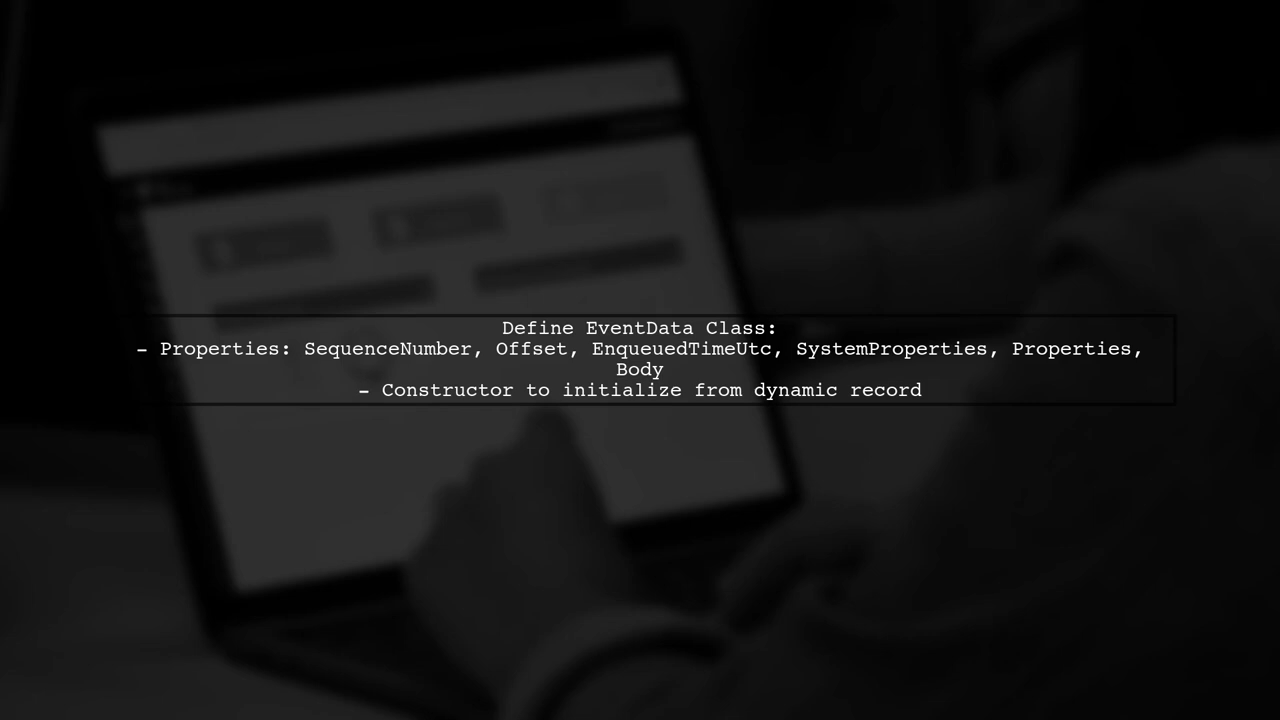 Define EventData Class:
- Properties: SequenceNumber, Offset, EnqueuedTimeUtc, SystemProperties, Properties,
Body
- Constructor to initialize from dynamic record